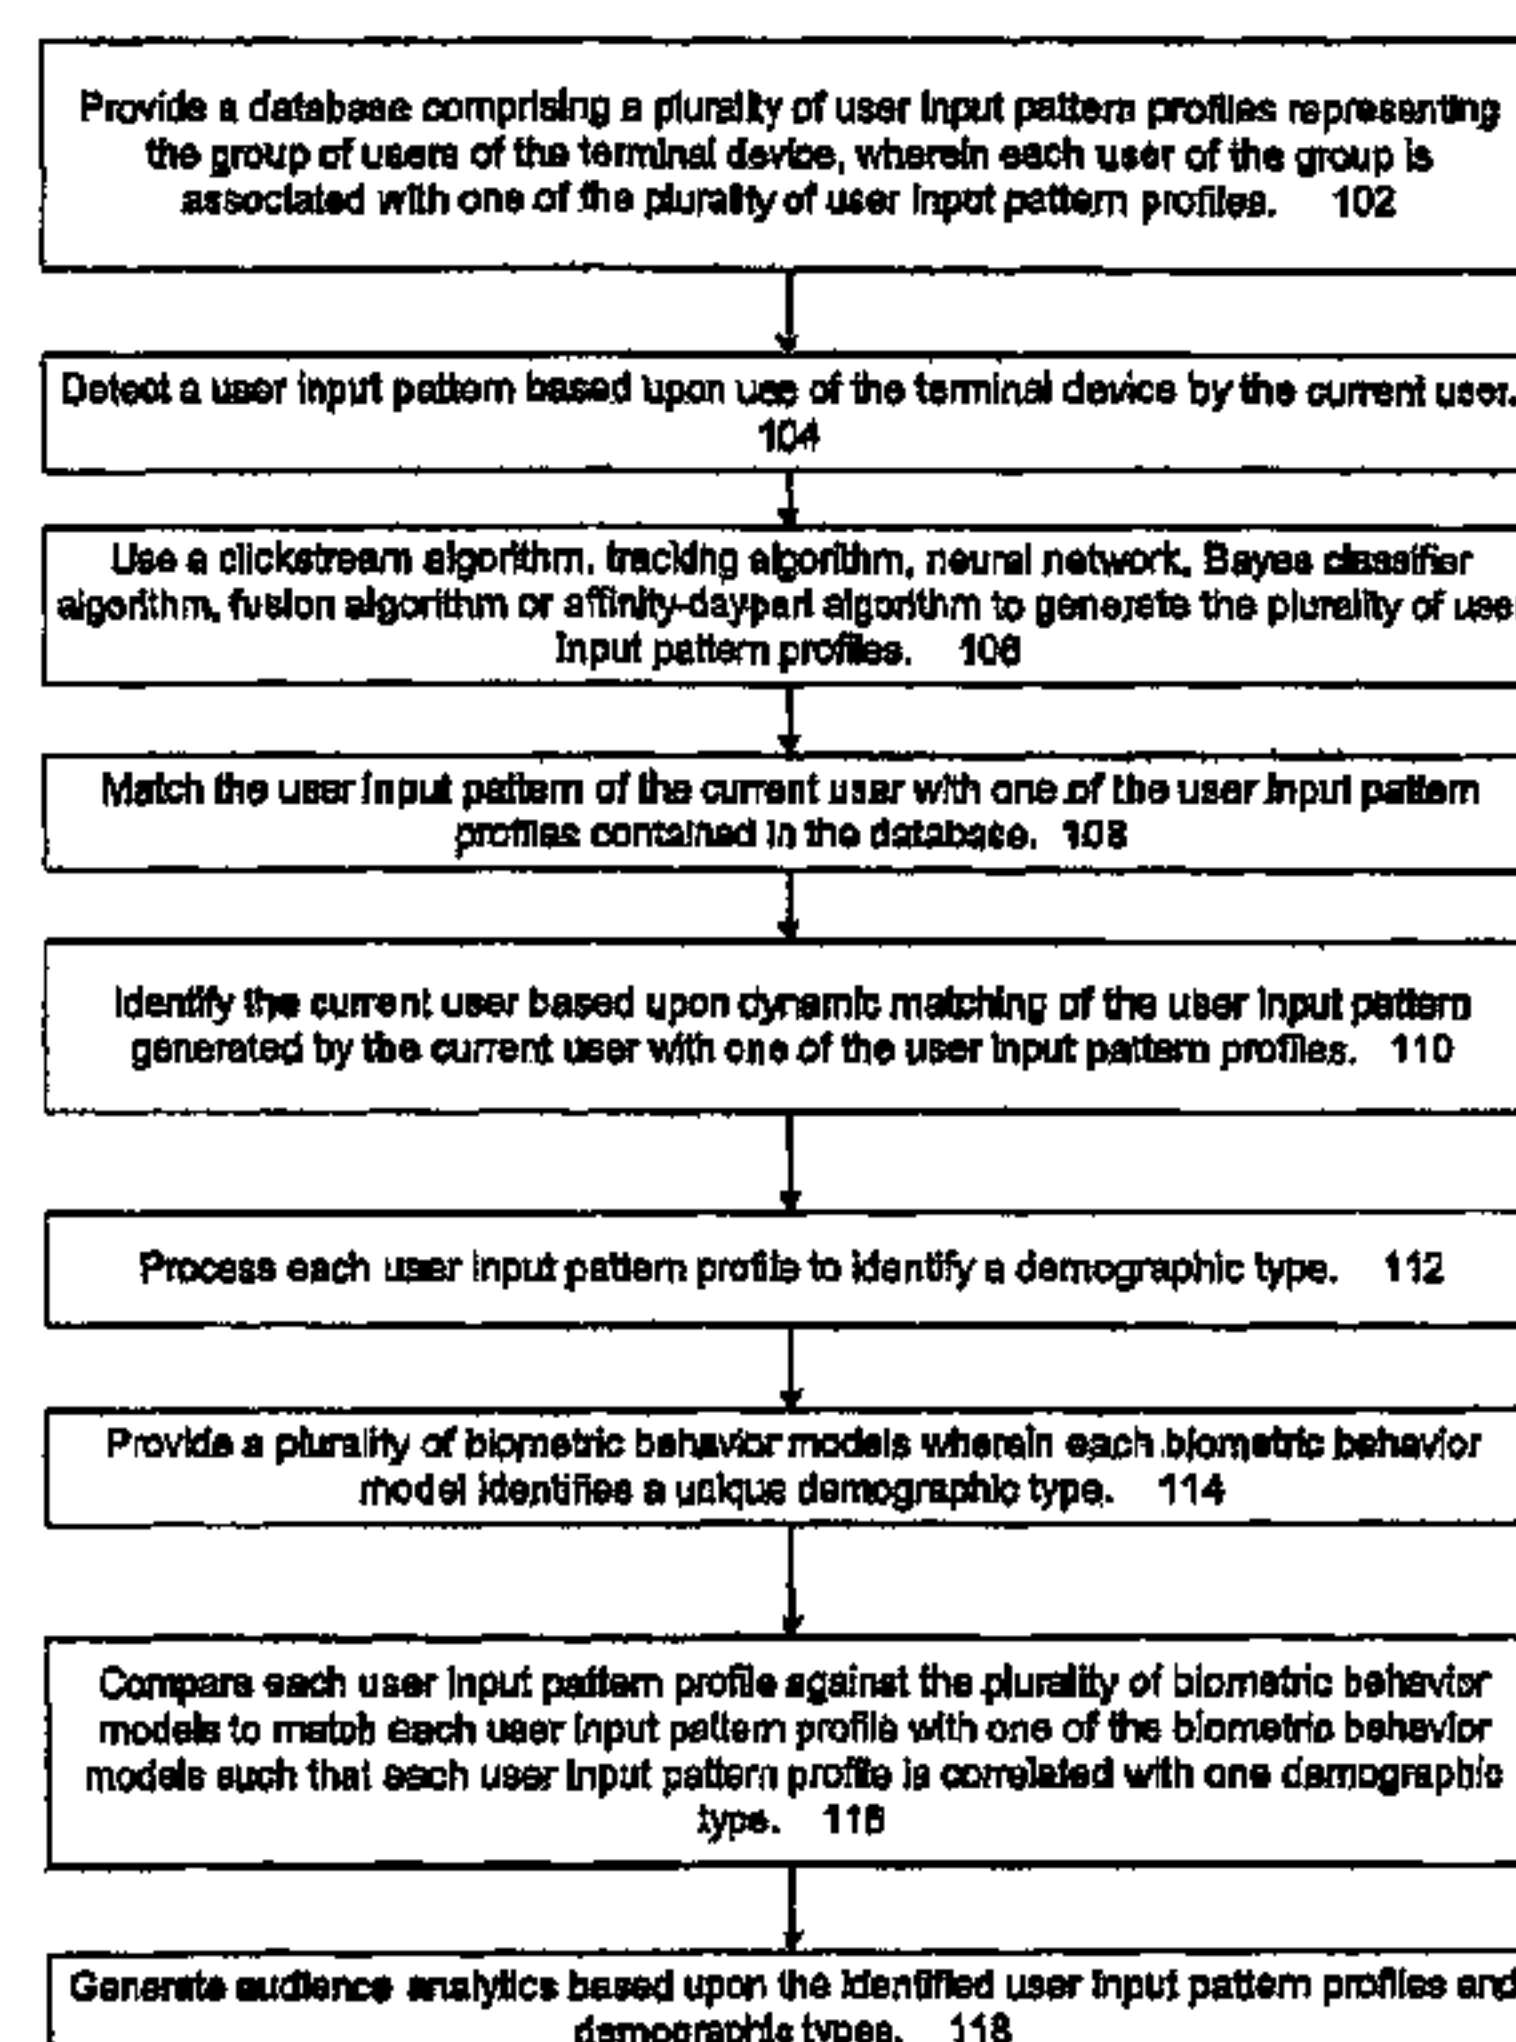 Provide a database comprising a plurality of user input pattern profiles representing
the group of users of the terminal device, wherein each user of the group is
associated with one of the plurality of user input pattern profiles. 102
Detect a user input pattern based upon use of the terminal device by the current user.
104
Use a clickstream algorithm, tracking algorithm, neural network, Bayes classifier
algorithm, fusion algorithm or affinity-daypart algorithm to generate the plurality of user
input pattern profiles. 106
Match the user input pattern of the current user with one of the user input pattern
profiles contained in the database. 108
Identify the current user based upon dynamic matching of the user input pattern
generated by the current user with one of the user input pattern profiles. 110
Process each user input pattern profile to identify a demographic type. 112
Provide a plurality of biometric behavior models wherein each biometric behavior
model identifies a unique demographic type. 114
Compare each user input pattern profile against the plurality of biometric behavior
models to match each user input pattern profile with one of the biometric behavior
models such that each user input pattern profile is correlated with one demographic
type. 116
Generate audience analytics based upon the identified user input pattern profiles and
demographic types. 118